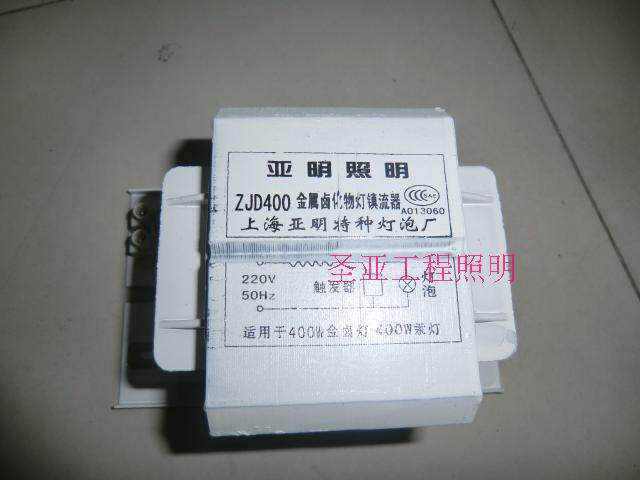 亚明照明
ZJD400 金属卤化物灯镇流器
CCC
A013060
上海亚明特种灯泡厂
圣亚工程照明
220V
50Hz
触发器
灯泡
适用于400W金卤灯 400W汞灯